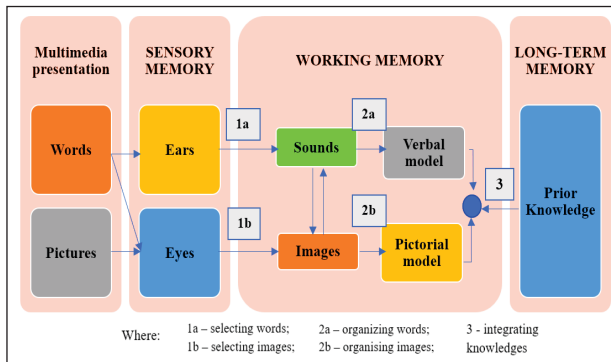 Multimedia
presentation
SENSORY
MEMORY
WORKING MEMORY
LONG-TERM
MEMORY
Words
Ears
1a
Sounds
2a
Verbal
model
3
Prior
Knowledge
Pictures
Eyes
1b
Images
2b
Pictorial
model
Where:
1a – selecting words;
1b – selecting images;
2a – organizing words;
2b – organising images;
3 - integrating
knowledges